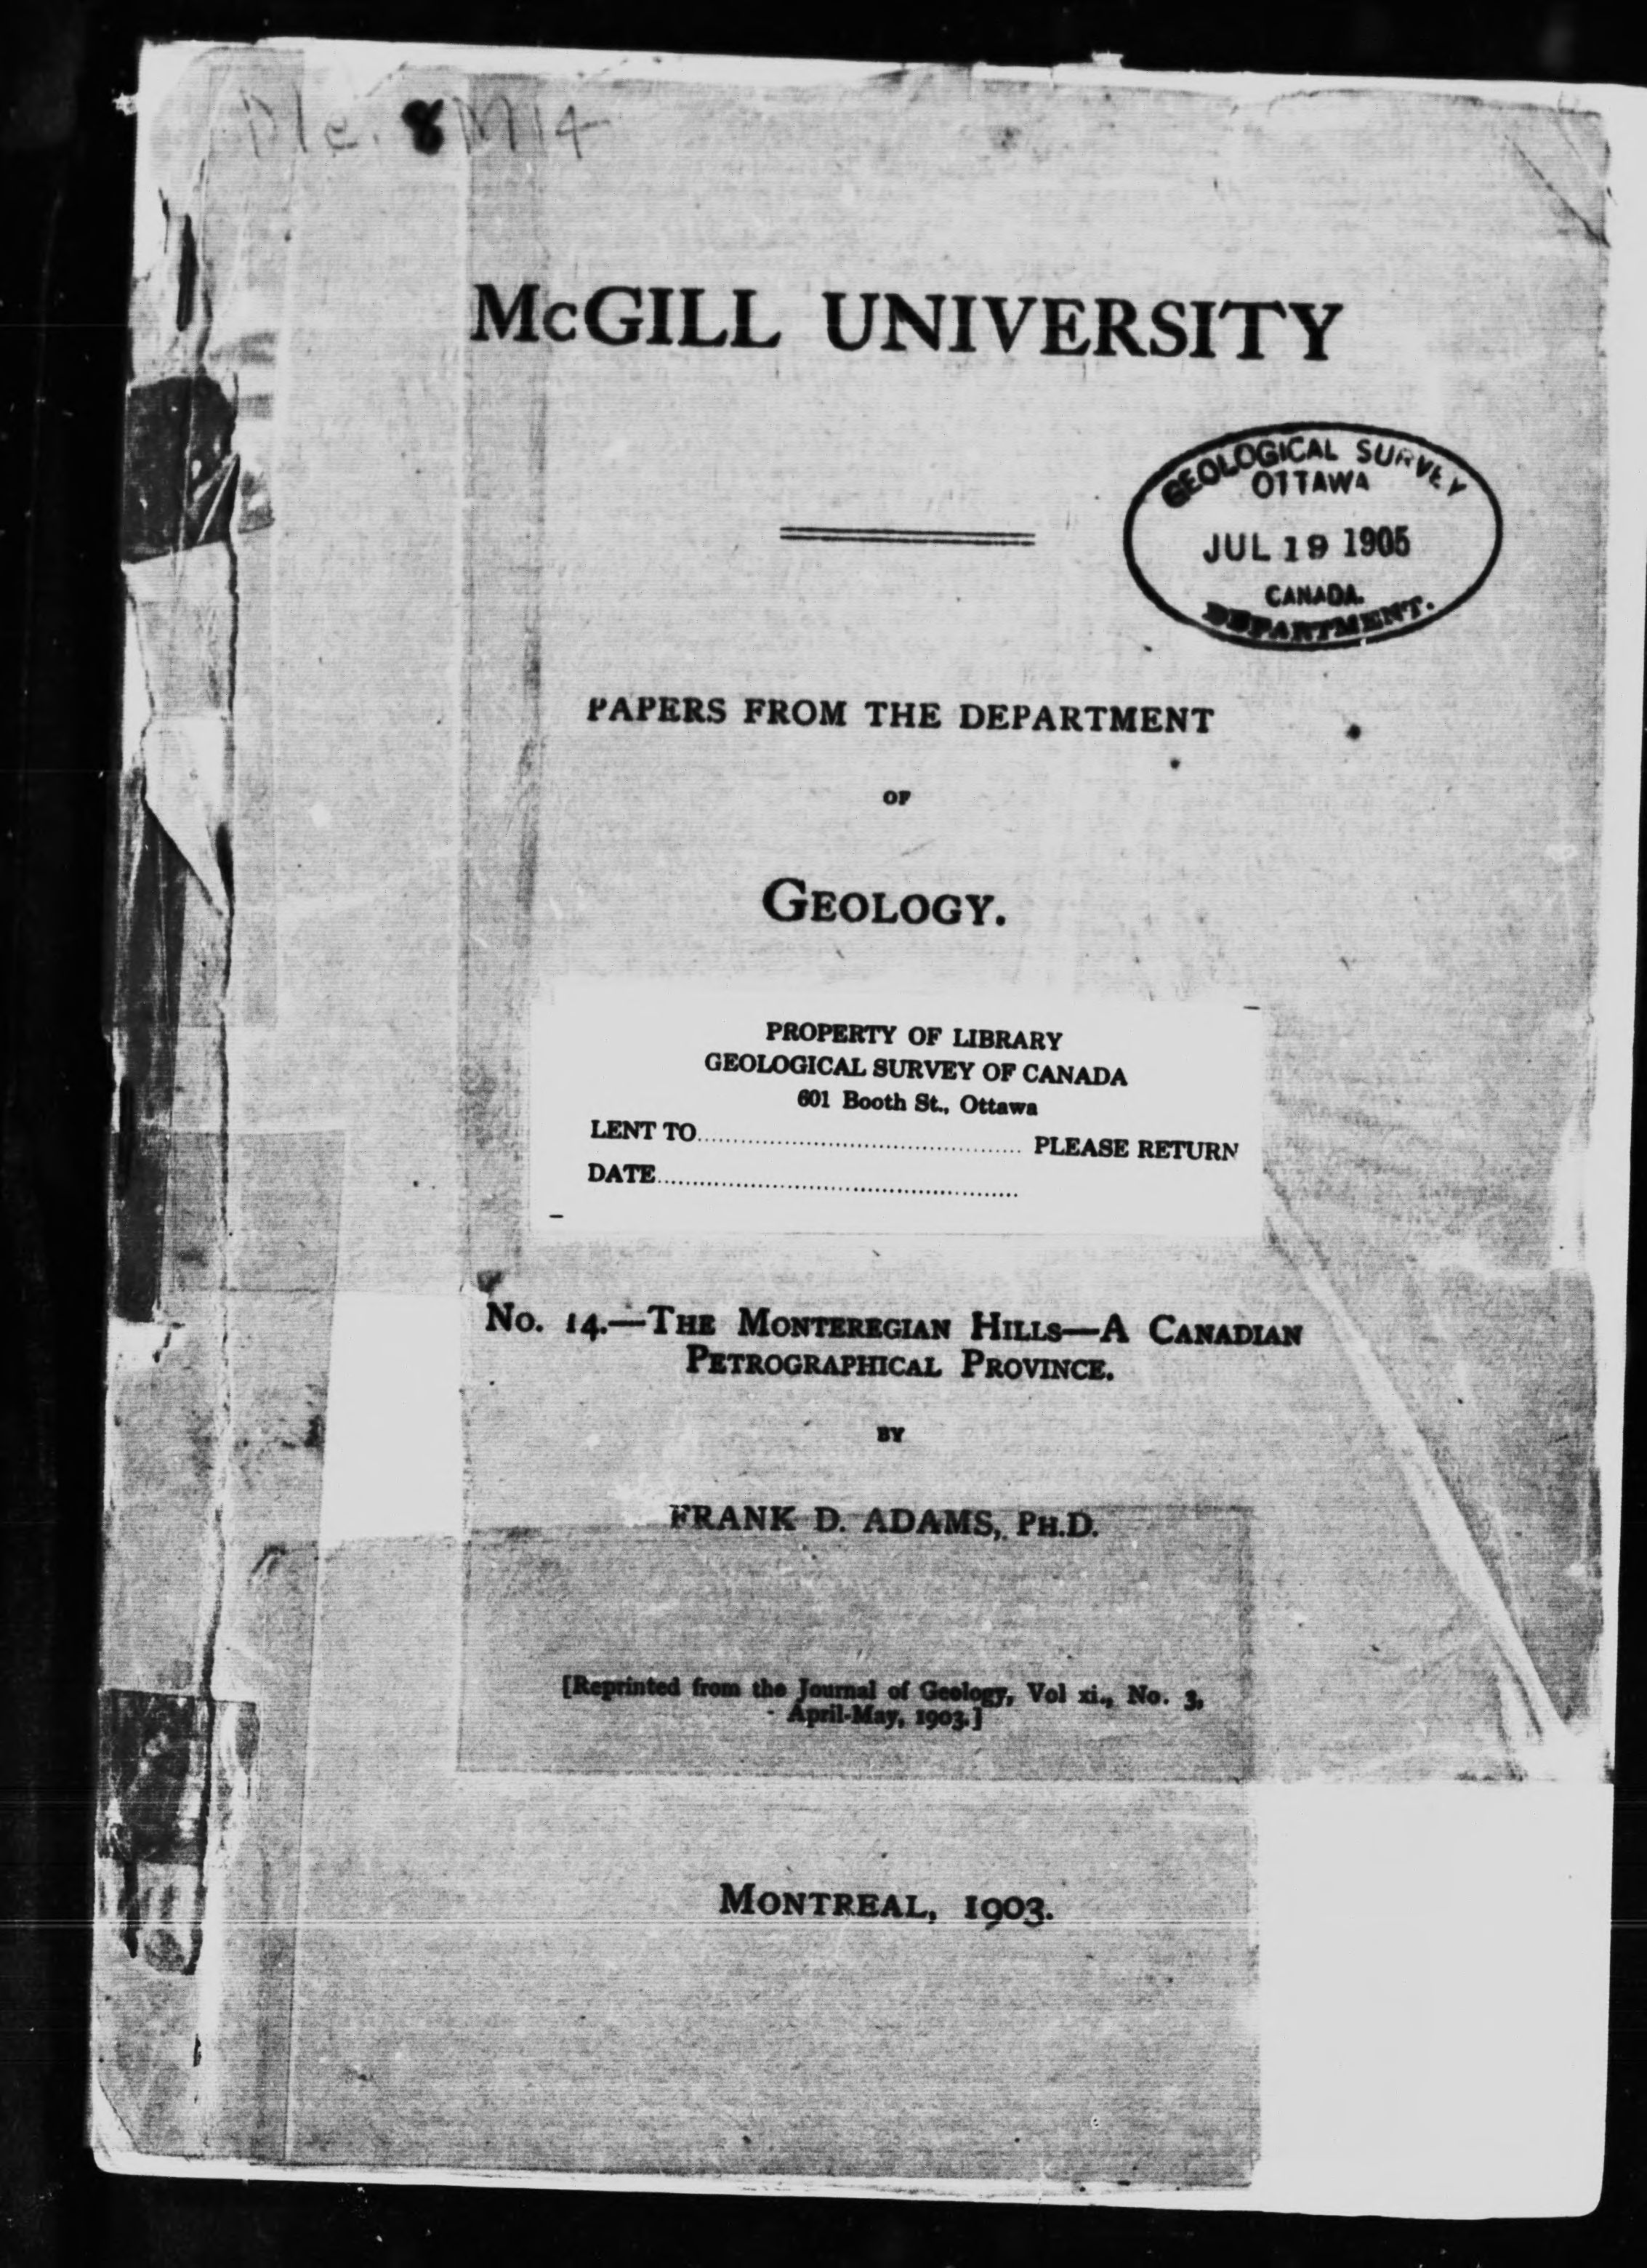 McGILL UNIVERSITY
GEOLOGICAL SURVEY
OTTAWA
JUL 19 1905
CANADA.
DEPARTMENT.
PAPERS FROM THE DEPARTMENT
OF
GEOLOGY.
PROPERTY OF LIBRARY
GEOLOGICAL SURVEY OF CANADA
601 Booth St., Ottawa
LENT TO........................................ PLEASE RETURN
DATE..................................................
No. 14.—THE MONTEREGIAN HILLS—A CANADIAN
PETROGRAPHICAL PROVINCE.
BY
FRANK D. ADAMS, PH.D.
[Reprinted from the Journal of Geology, Vol xi., No. 3,
April-May, 1903.]
MONTREAL, 1903.